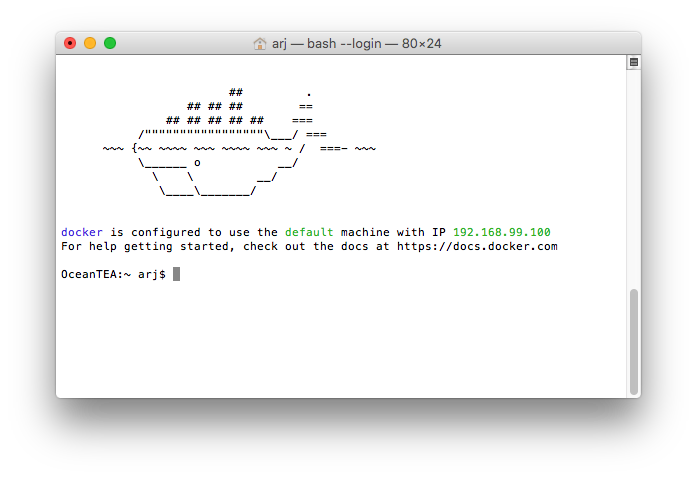 arj — bash --login — 80×24
                        ##         .
                  ## ## ##        ==
               ## ## ## ## ##    ===
           /"""""""""""""""""\___/ ===
      ~~~ {~~ ~~~~ ~~~ ~~~~ ~~~ ~ /  ===- ~~~
           \______ o           __/
             \    \         __/
              \____\_______/
docker is configured to use the default machine with IP 192.168.99.100
For help getting started, check out the docs at https://docs.docker.com
OceanTEA:~ arj$